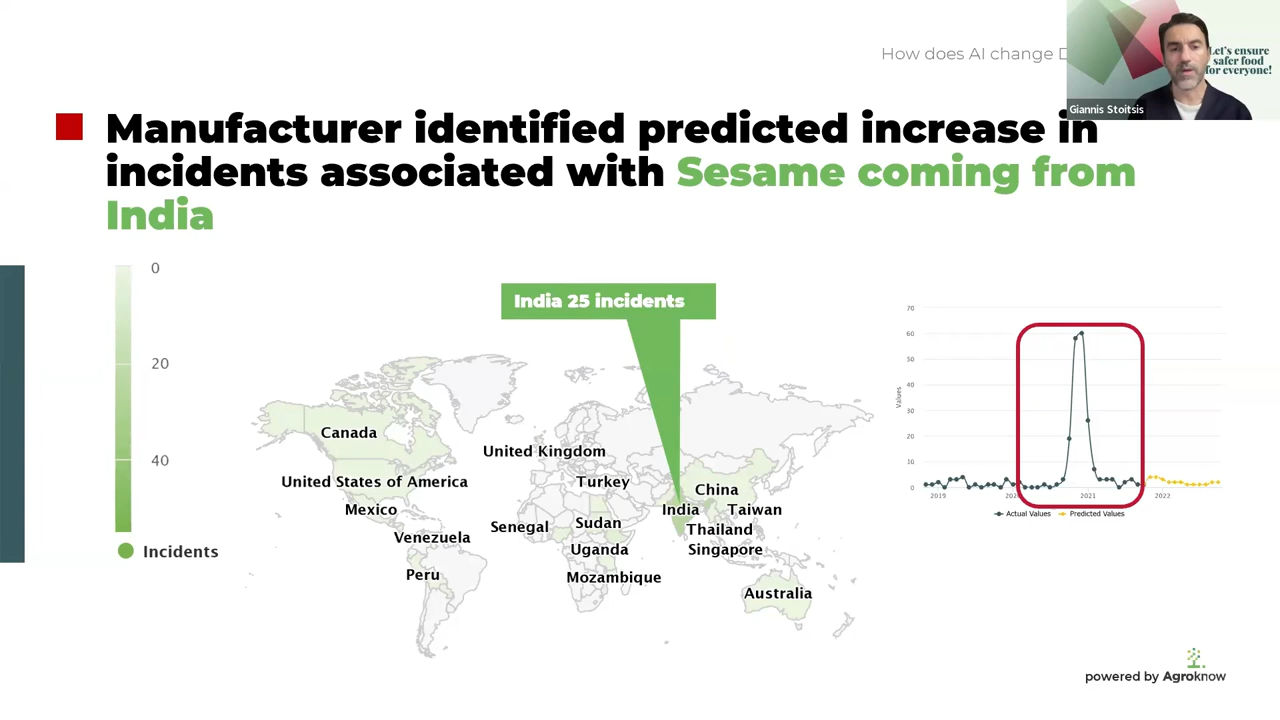 How does AI change D
Let's ensure
safer food
for everyone!
Giannis Stoitsis
Manufacturer identified predicted increase in
incidents associated with Sesame coming from
India
0
20
40
Incidents
India 25 incidents
Canada
United Kingdom
United States of America
Turkey
China
Mexico
India
Taiwan
Venezuela
Senegal
Sudan
Thailand
Uganda
Singapore
Peru
Mozambique
Australia
70
60
50
40
30
20
10
0
Values
2019
2020
2021
2022
Actual Values
Predicted Values
powered by Agroknow